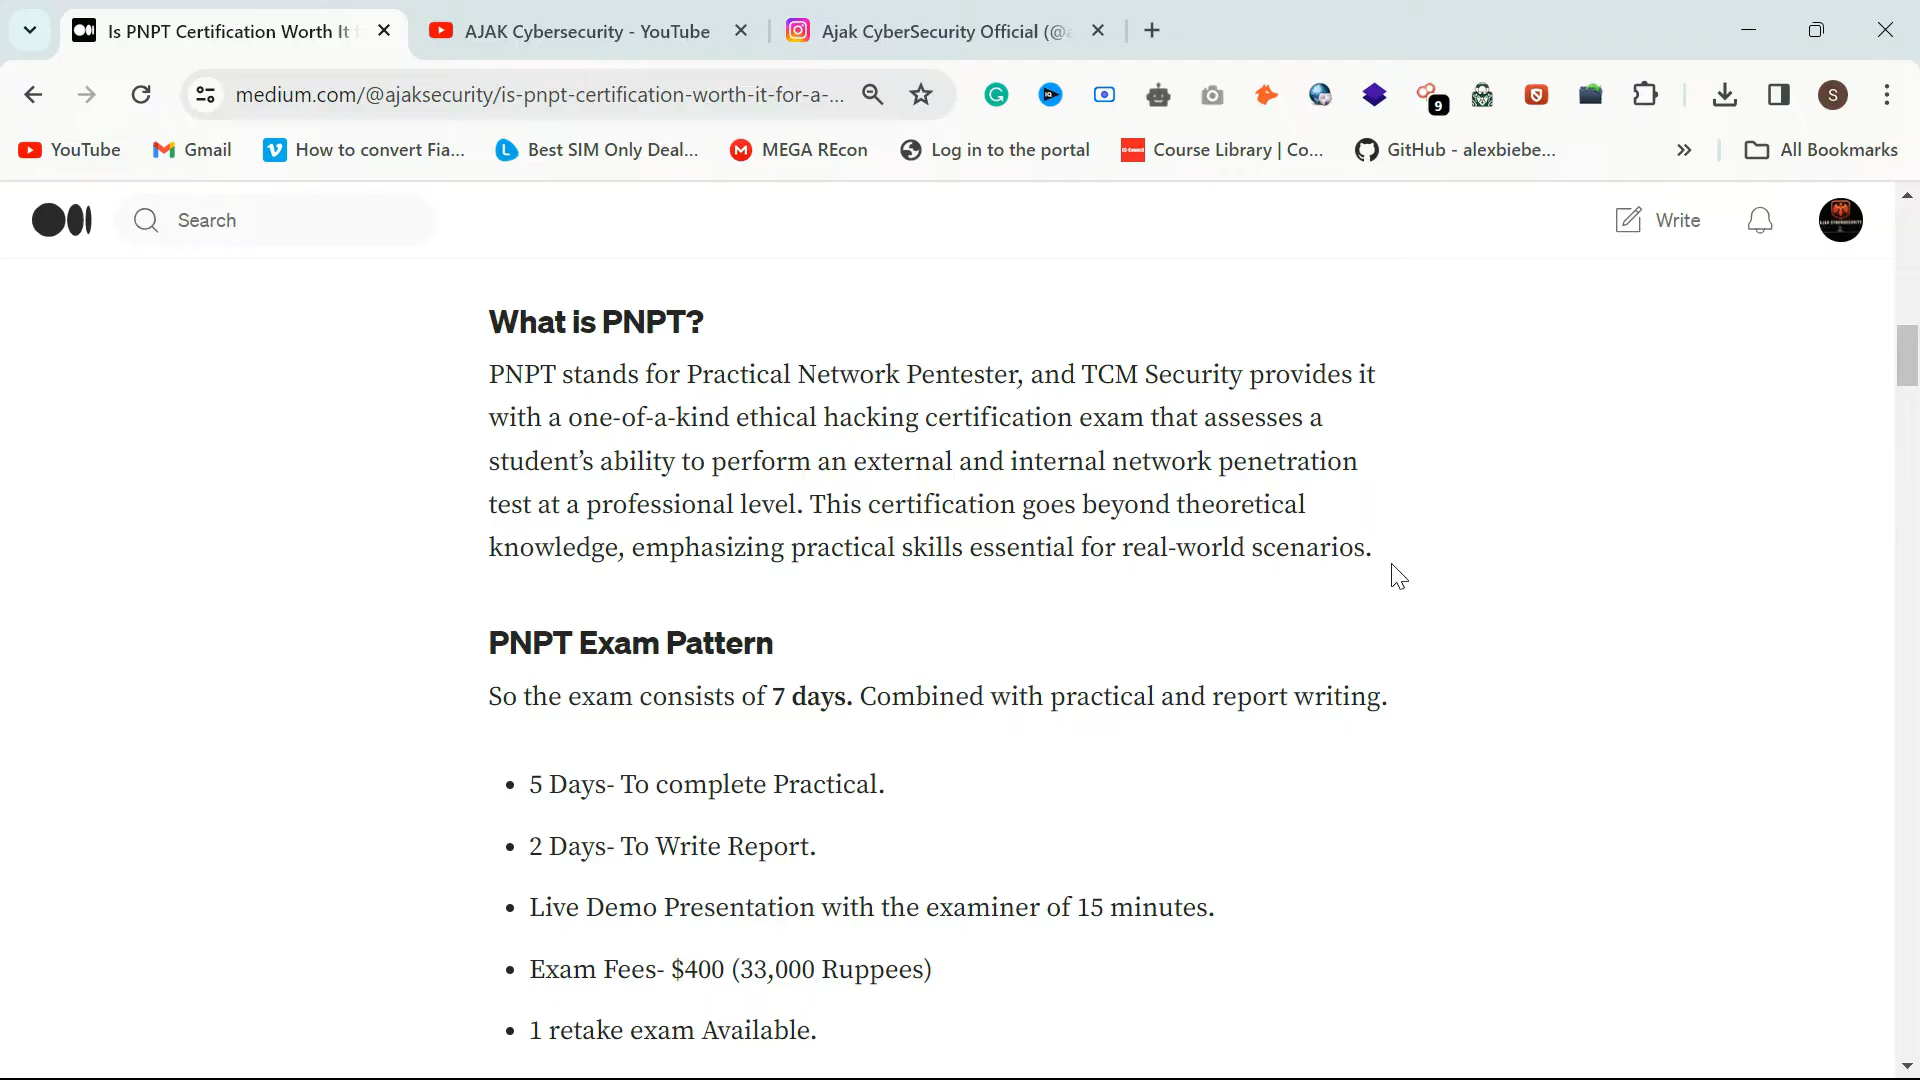 Is PNPT Certification Worth It
AJAK Cybersecurity - YouTube
Ajak CyberSecurity Official (@a
medium.com/@ajaksecurity/is-pnpt-certification-worth-it-for-a-...
9
S
YouTube
Gmail
How to convert Fia...
Best SIM Only Deal...
MEGA REcon
Log in to the portal
Course Library | Co...
GitHub - alexbiebe...
All Bookmarks
Search
Write
What is PNPT?
PNPT stands for Practical Network Pentester, and TCM Security provides it
with a one-of-a-kind ethical hacking certification exam that assesses a
student’s ability to perform an external and internal network penetration
test at a professional level. This certification goes beyond theoretical
knowledge, emphasizing practical skills essential for real-world scenarios.
PNPT Exam Pattern
So the exam consists of 7 days. Combined with practical and report writing.
• 5 Days- To complete Practical.
• 2 Days- To Write Report.
• Live Demo Presentation with the examiner of 15 minutes.
• Exam Fees- $400 (33,000 Ruppees)
• 1 retake exam Available.